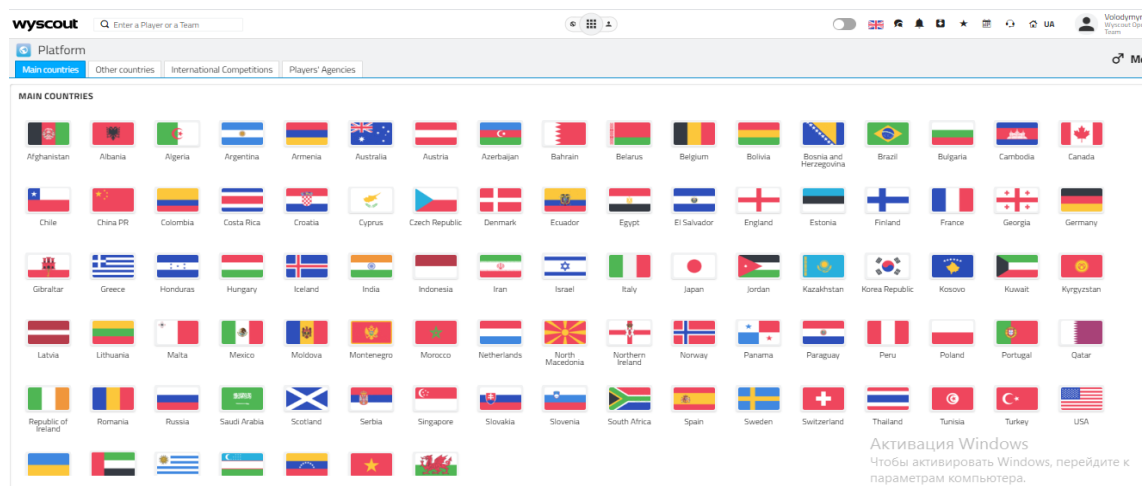 wyscout
Enter a Player or a Team
UA
Volodymyr
Wyscout
Team
Platform
Main countries
Other countries
International Competitions
Players' Agencies
MAIN COUNTRIES
Afghanistan
Albania
Algeria
Argentina
Armenia
Australia
Austria
Azerbaijan
Bahrain
Belarus
Belgium
Bolivia
Bosnia and
Herzegovina
Brazil
Bulgaria
Cambodia
Canada
Chile
China PR
Colombia
Costa Rica
Croatia
Cyprus
Czech Republic
Denmark
Ecuador
Egypt
El Salvador
England
Estonia
Finland
France
Georgia
Germany
Gibraltar
Greece
Honduras
Hungary
Iceland
India
Indonesia
Iran
Israel
Italy
Japan
Jordan
Kazakhstan
Korea Republic
Kosovo
Kuwait
Kyrgyzstan
Latvia
Lithuania
Malta
Mexico
Moldova
Montenegro
Morocco
Netherlands
North
Macedonia
Northern
Ireland
Norway
Panama
Paraguay
Peru
Poland
Portugal
Qatar
Republic of
Ireland
Romania
Russia
Saudi Arabia
Scotland
Serbia
Singapore
Slovakia
Slovenia
South Africa
Spain
Sweden
Switzerland
Thailand
Tunisia
Turkey
USA
Активация Windows
Чтобы активировать Windows, перейдите к
параметрам компьютера.